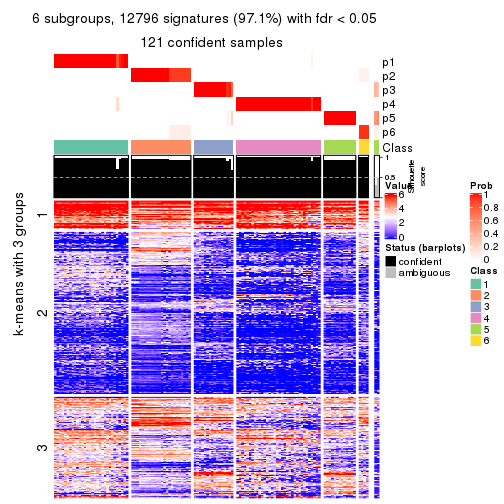 6 subgroups, 12796 signatures (97.1%) with fdr < 0.05
121 confident samples
p1
p2
p3
p4
p5
p6
Class
1
0.5
0
Silhouette
score
k-means with 3 groups
1
2
3
Value
6
4
2
0
Status (barplots)
confident
ambiguous
Prob
1
0.8
0.6
0.4
0.2
0
Class
1
2
3
4
5
6